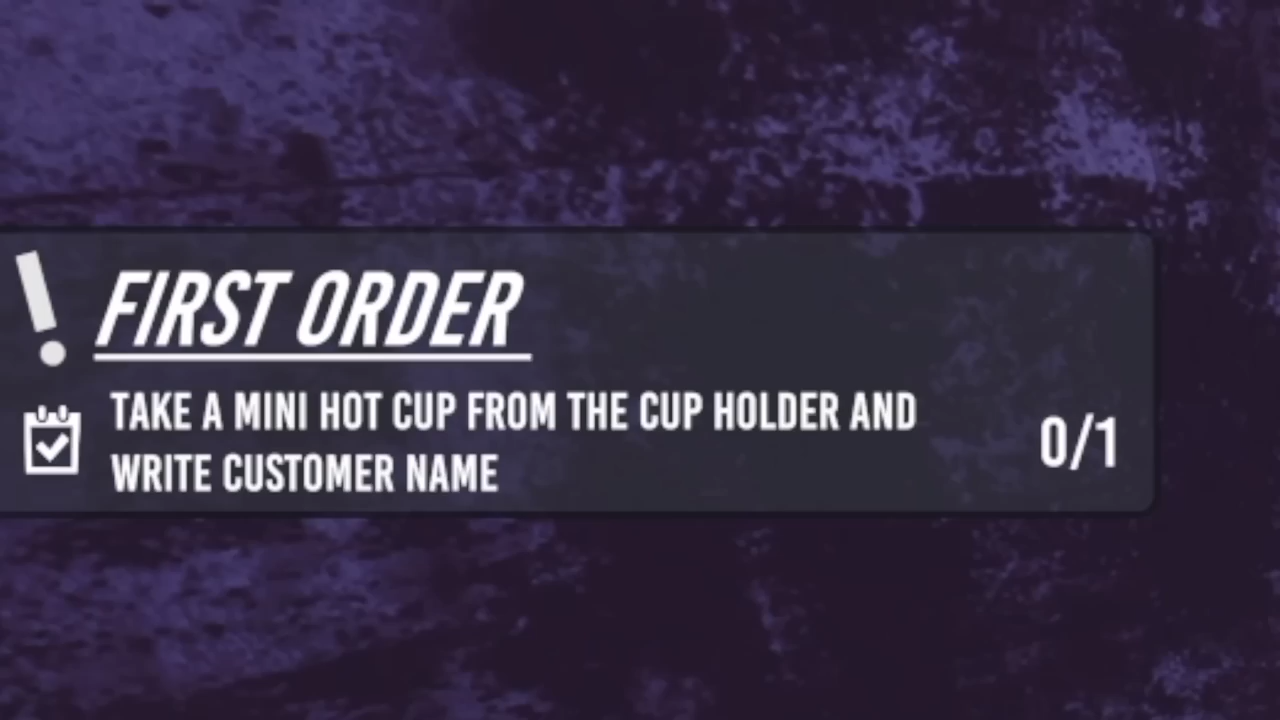 FIRST ORDER
TAKE A MINI HOT CUP FROM THE CUP HOLDER AND
WRITE CUSTOMER NAME
0/1